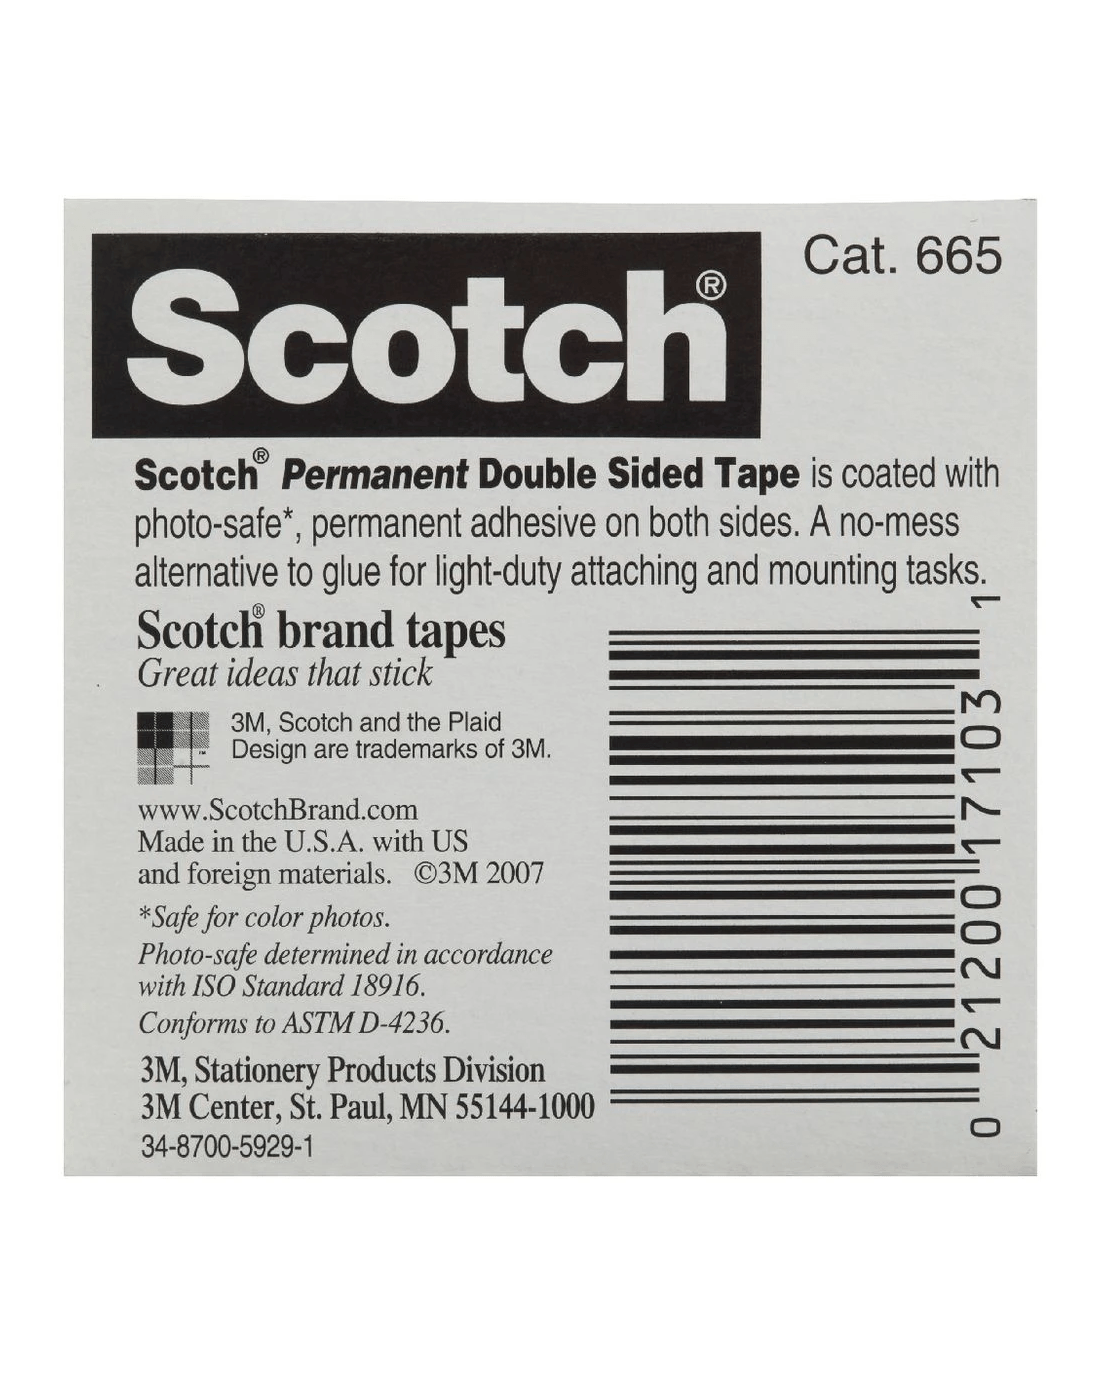 Scotch®
Cat. 665
Scotch® Permanent Double Sided Tape is coated with
photo-safe*, permanent adhesive on both sides. A no-mess
alternative to glue for light-duty attaching and mounting tasks.
Scotch® brand tapes
Great ideas that stick
3M, Scotch and the Plaid
Design are trademarks of 3M.
™
www.ScotchBrand.com
Made in the U.S.A. with US
and foreign materials. ©3M 2007
*Safe for color photos.
Photo-safe determined in accordance
with ISO Standard 18916.
Conforms to ASTM D-4236.
3M, Stationery Products Division
3M Center, St. Paul, MN 55144-1000
34-8700-5929-1
0 21200 17103 1